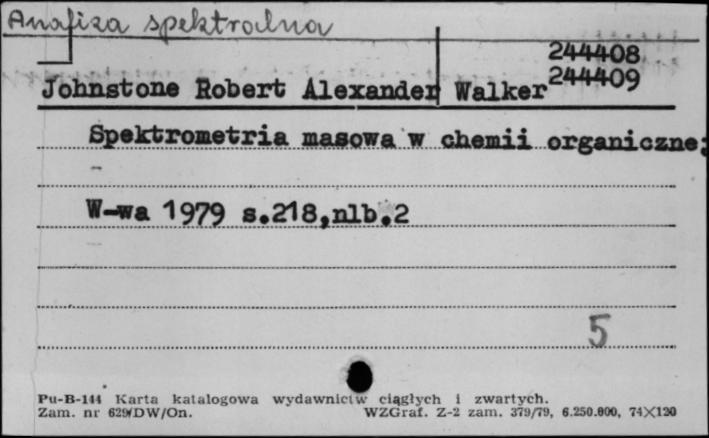 Analiza spektralna
244408
244409
Johnstone Robert Alexander Walker
Spektrometria masowa w chemii organiczne;
W-wa 1979 s.218,nlb.2
5
Pu-B-144 Karta katalogowa wydawnictw ciągłych i zwartych.
Zam. nr 629/DW/On. WZGraf. Z-2 zam. 379/79, 6.250.000, 74X120